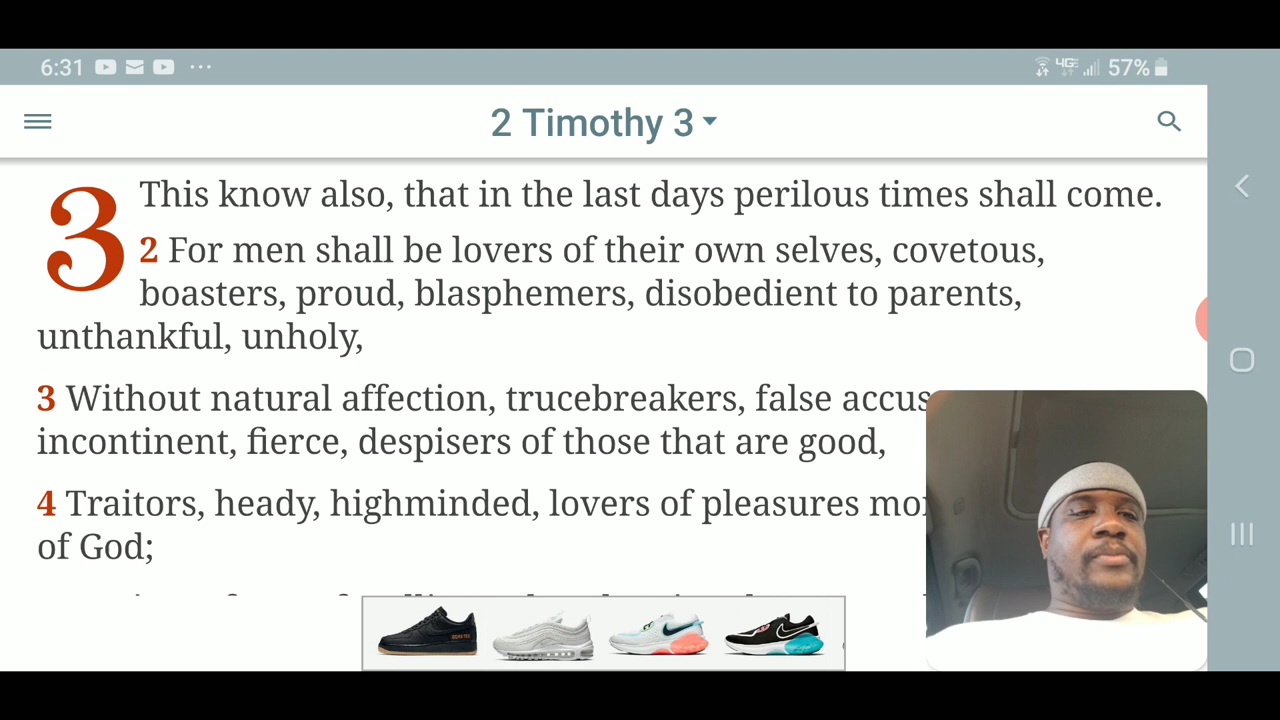 6:31 ... 4GE 57%
2 Timothy 3
3 This know also, that in the last days perilous times shall come.
2 For men shall be lovers of their own selves, covetous,
boasters, proud, blasphemers, disobedient to parents,
unthankful, unholy,
3 Without natural affection, trucebreakers, false accus
incontinent, fierce, despisers of those that are good,
4 Traitors, heady, highminded, lovers of pleasures mo
of God;
GORE-TEX